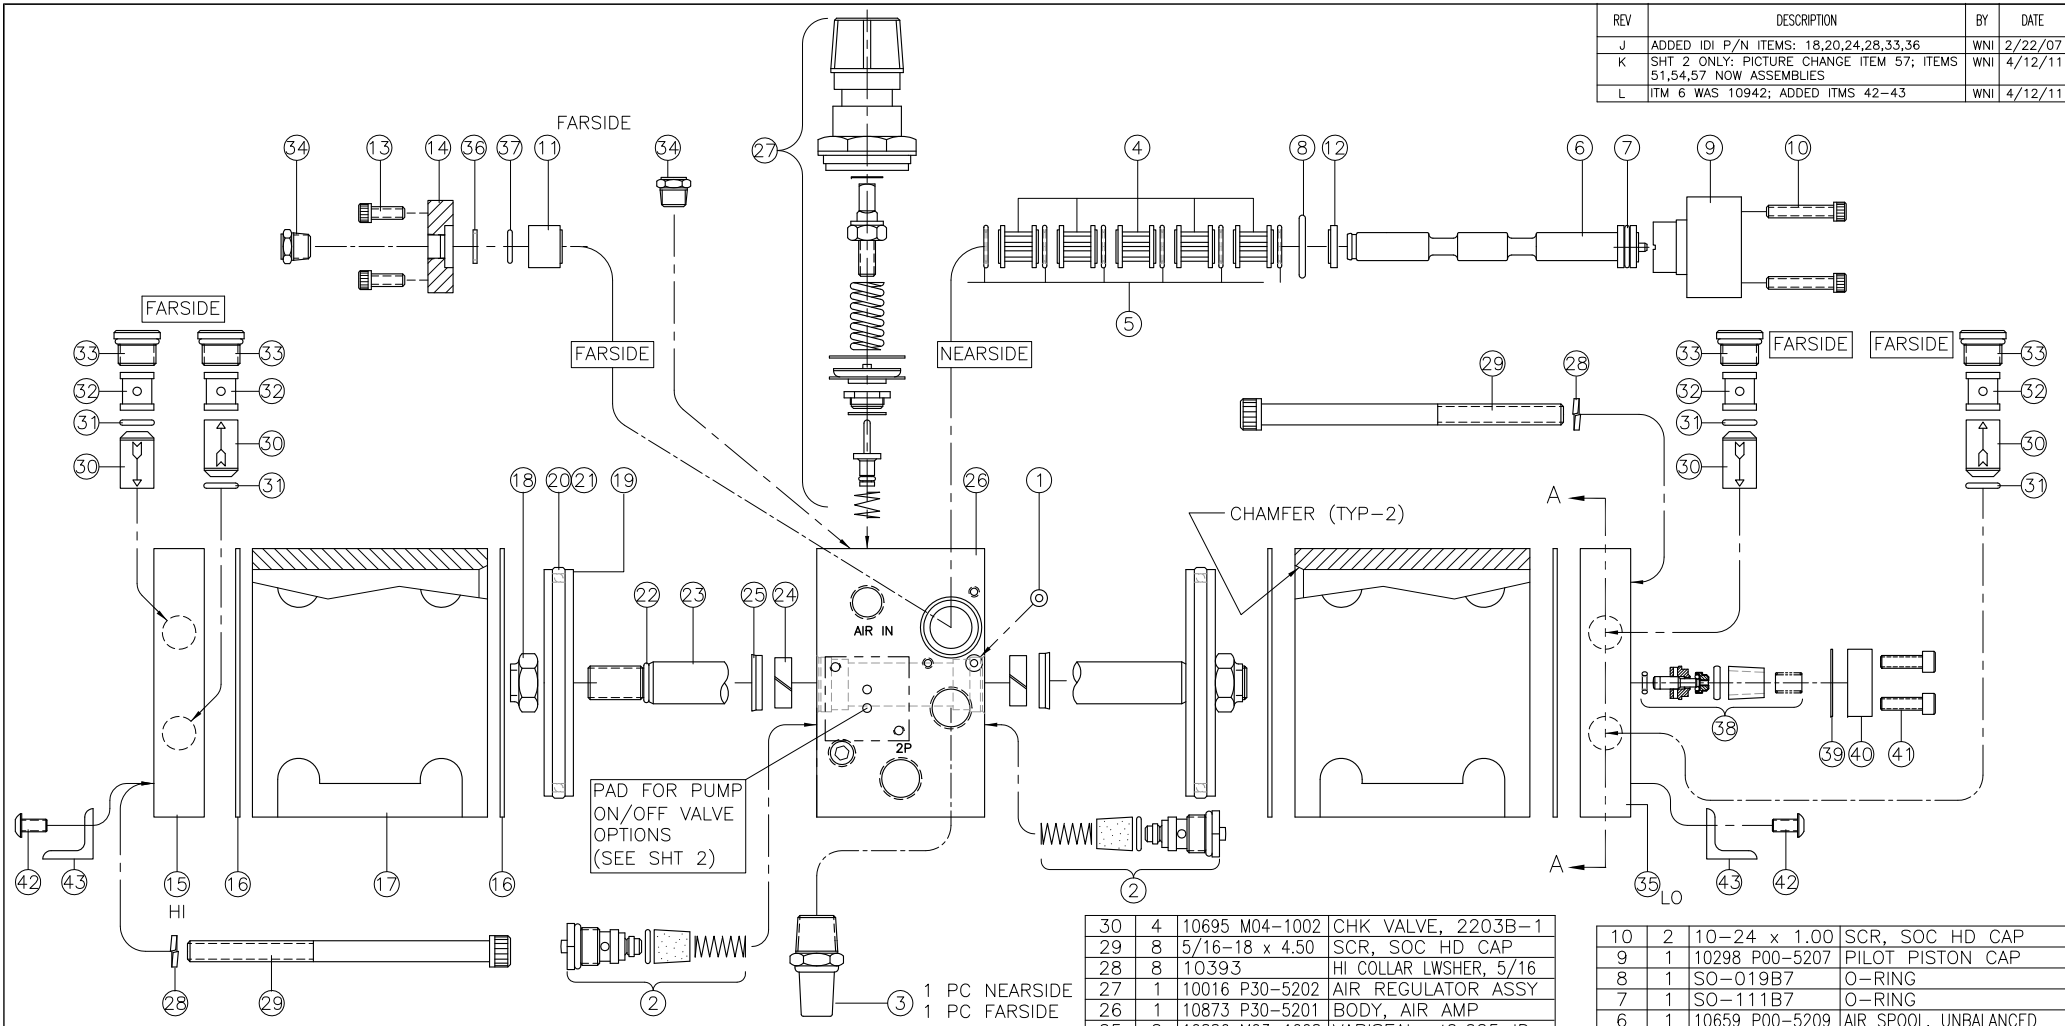 REV DESCRIPTION BY DATE
J ADDED IDI P/N ITEMS: 18,20,24,28,33,36 WNI 2/22/07
K SHT 2 ONLY: PICTURE CHANGE ITEM 57; ITEMS 51,54,57 NOW ASSEMBLIES WNI 4/12/11
L ITM 6 WAS 10942; ADDED ITMS 42-43 WNI 4/12/11
FARSIDE
34 13 14 36 37 11 34 27 4 8 12 6 7 9 10
5
FARSIDE
FARSIDE
NEARSIDE
FARSIDE
FARSIDE
33 33 29 28 33 33
32 32 32 32
31 30 31 30
30 31 30 31
18 20 21 19 26 1
A
CHAMFER (TYP-2)
22 23 25 24
AIR IN
2P
38 39 40 41
PAD FOR PUMP
ON/OFF VALVE
OPTIONS
(SEE SHT 2)
A
42 43 15 16 17 16 2 35 43 42
HI
LO
28 29 2 3
1 PC NEARSIDE
1 PC FARSIDE
30 4 10695 M04-1002 CHK VALVE, 2203B-1
29 8 5/16-18 x 4.50 SCR, SOC HD CAP
28 8 10393 HI COLLAR LWSHER, 5/16
27 1 10016 P30-5202 AIR REGULATOR ASSY
26 1 10873 P30-5201 BODY, AIR AMP
10 2 10-24 x 1.00 SCR, SOC HD CAP
9 1 10298 P00-5207 PILOT PISTON CAP
8 1 SO-019B7 O-RING
7 1 SO-111B7 O-RING
6 1 10659 P00-5209 AIR SPOOL, UNBALANCED